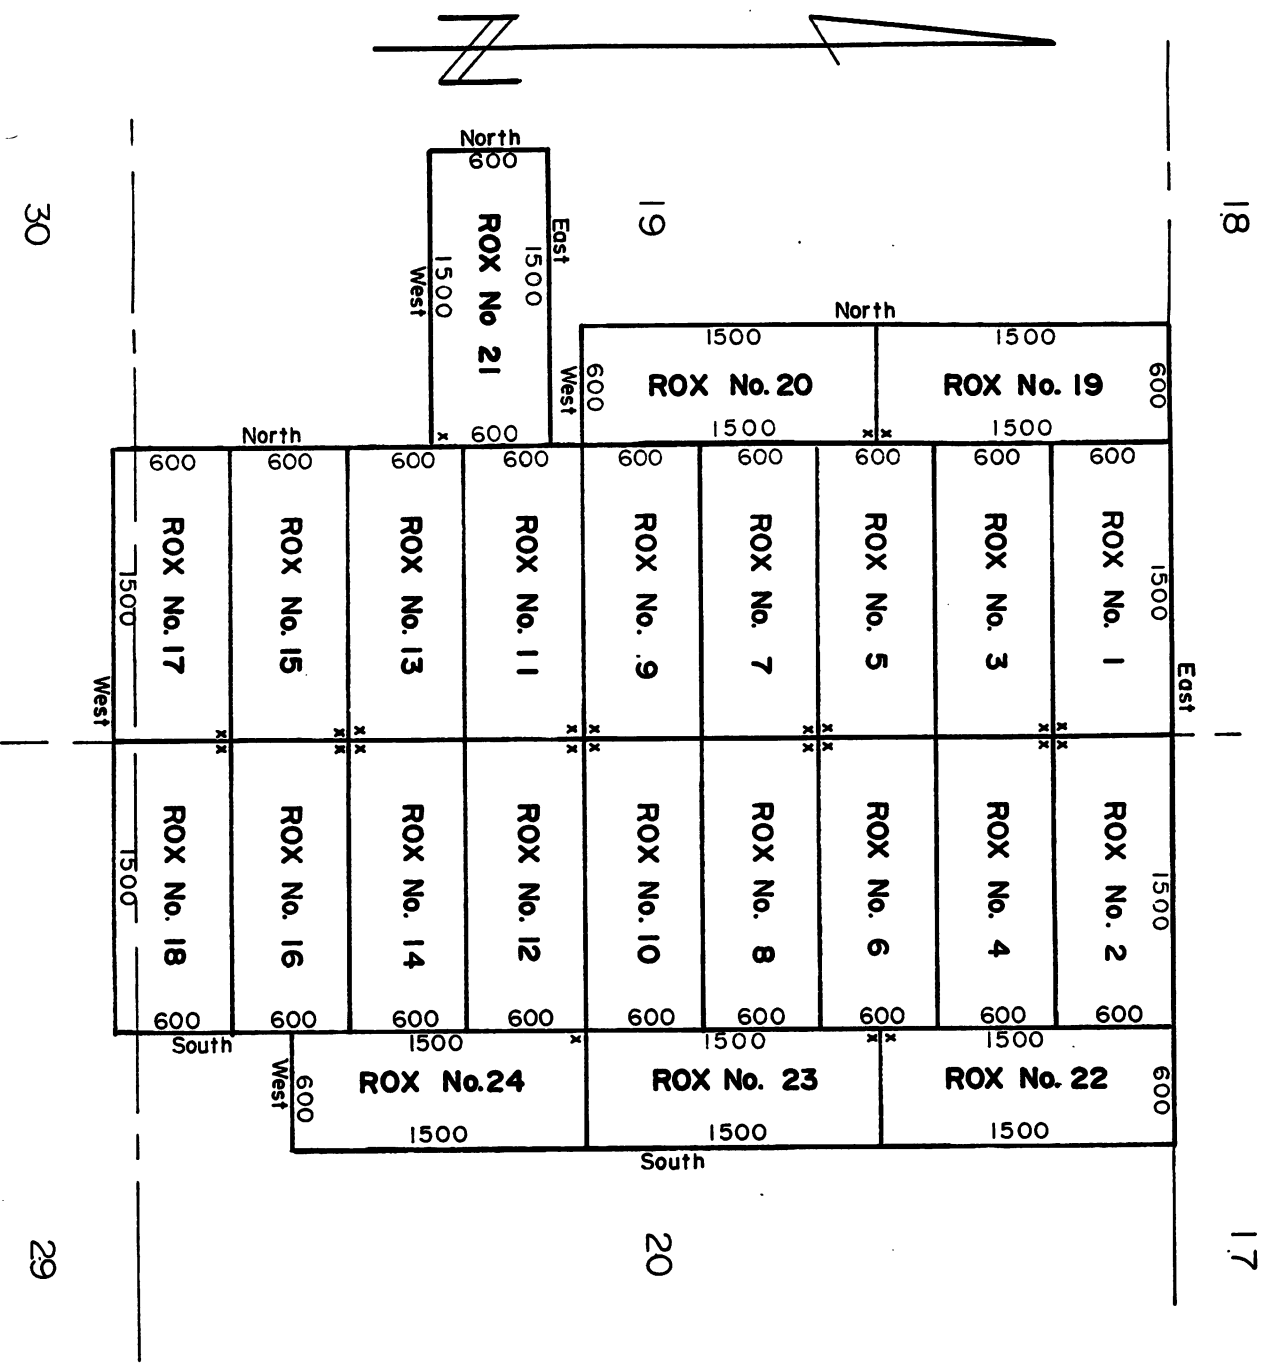 N
30
19
18
North
600
ROX No 21
1500
West
East
1500
600
North
1500
1500
West
600
ROX No. 20
ROX No. 19
600
1500
1500
North
600
600
600
600
600
600
600
600
600
1500
ROX No. 17
ROX No. 15
ROX No. 13
ROX No. 11
ROX No. 9
ROX No. 7
ROX No. 5
ROX No. 3
ROX No. 1
1500
West
East
1500
ROX No. 18
ROX No. 16
ROX No. 14
ROX No. 12
ROX No. 10
ROX No. 8
ROX No. 6
ROX No. 4
ROX No. 2
1500
600
600
600
600
600
600
600
600
600
South
1500
1500
1500
West
600
ROX No. 24
ROX No. 23
ROX No. 22
600
1500
1500
1500
South
29
20
17